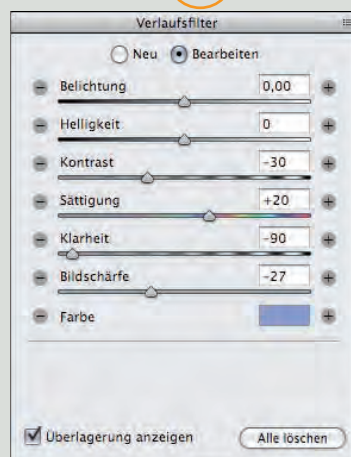 Verlaufsfilter
Neu Bearbeiten
Belichtung 0,00
Helligkeit 0
Kontrast -30
Sättigung +20
Klarheit -90
Bildschärfe -27
Farbe
Überlagerung anzeigen Alle löschen